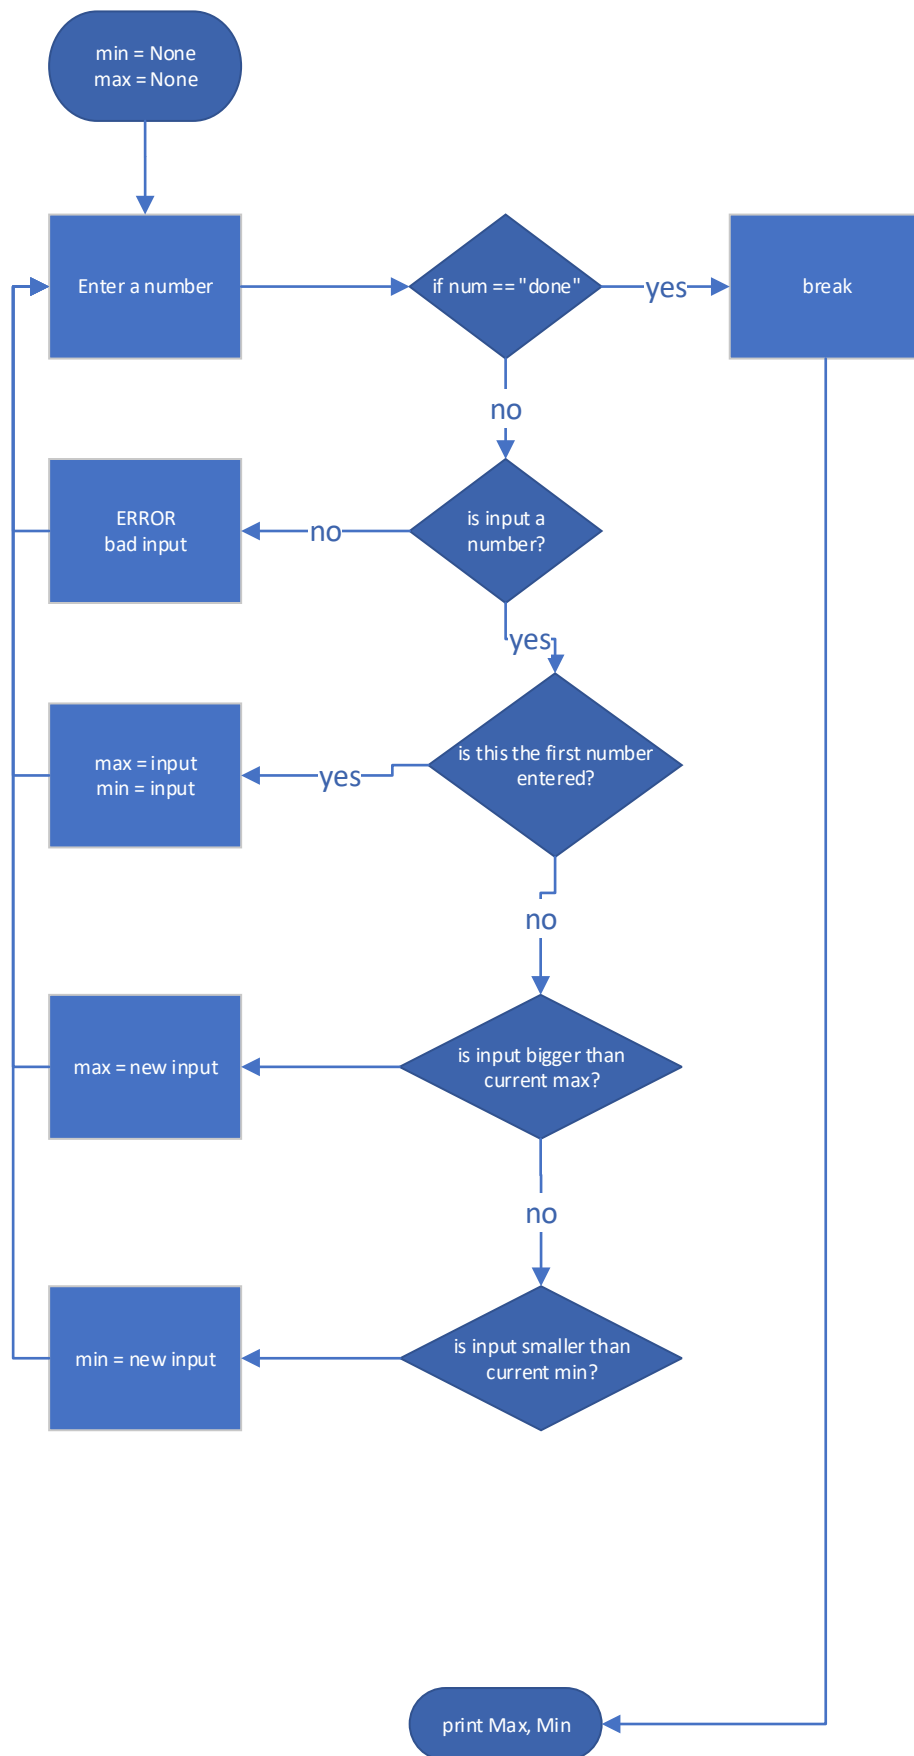 min = None
max = None
Enter a number
if num == "done"
yes
break
no
is input a
number?
no
ERROR
bad input
yes
is this the first number
entered?
yes
max = input
min = input
no
is input bigger than
current max?
max = new input
no
is input smaller than
current min?
min = new input
print Max, Min